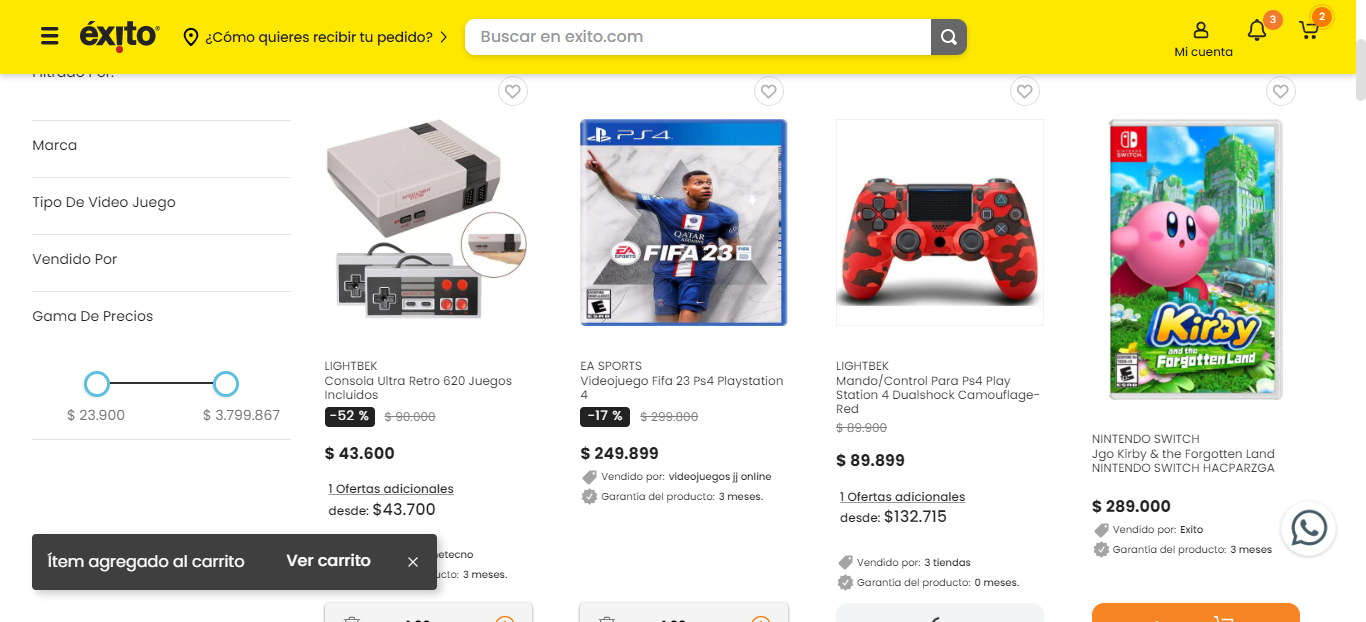 éxito
¿Cómo quieres recibir tu pedido?
Buscar en exito.com
Mi cuenta
3
2
Filtrado Por:
Marca
Tipo De Video Juego
Vendido Por
Gama De Precios
$ 23.900
$ 3.799.867
LIGHTBEK
Consola Ultra Retro 620 Juegos
Incluidos
-52 %
$ 90.000
$ 43.600
1 Ofertas adicionales
desde: $43.700
netecno
ucto: 3 meses.
PS4
QATAR
AIRWAYS
EA
SPORTS
FIFA 23
EVERYONE
E
ESRB
EA SPORTS
Videojuego Fifa 23 Ps4 Playstation
4
-17 %
$ 299.800
$ 249.899
Vendido por: videojuegos jj online
Garantía del producto: 3 meses.
LIGHTBEK
Mando/Control Para Ps4 Play
Station 4 Dualshock Camouflage-
Red
$ 89.900
$ 89.899
1 Ofertas adicionales
desde: $132.715
Vendido por: 3 tiendas
Garantía del producto: 0 meses.
NINTENDO
SWITCH
Kirby
and the
Forgotten Land
E
ESRB
NINTENDO SWITCH
Jgo Kirby & the Forgotten Land
NINTENDO SWITCH HACPARZGA
$ 289.000
Vendido por: Exito
Garantía del producto: 3 meses
Ítem agregado al carrito
Ver carrito